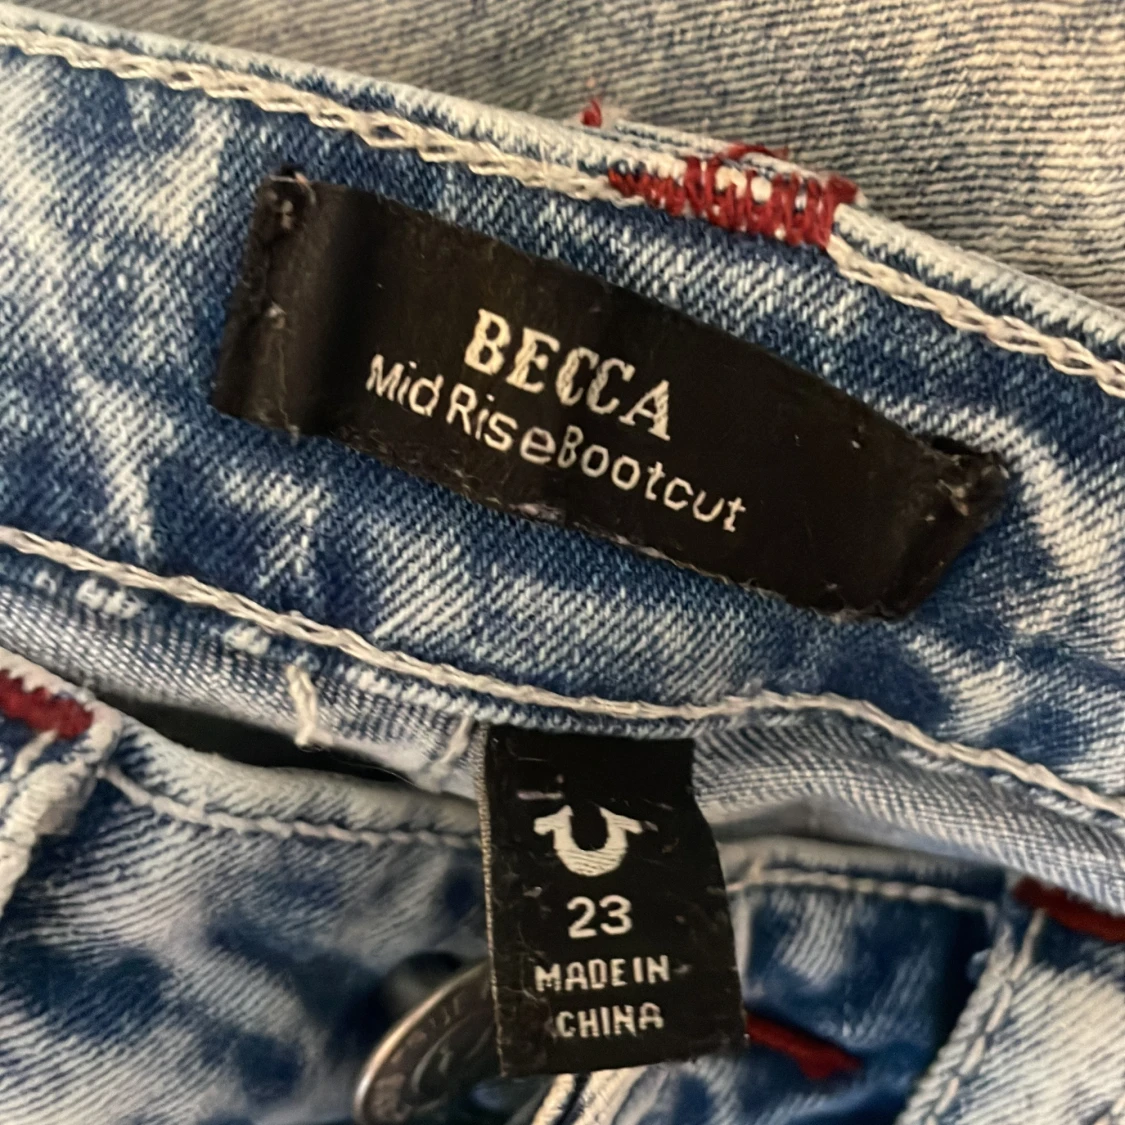 BECCA
Mid Rise Bootcut
23
MADE IN
CHINA